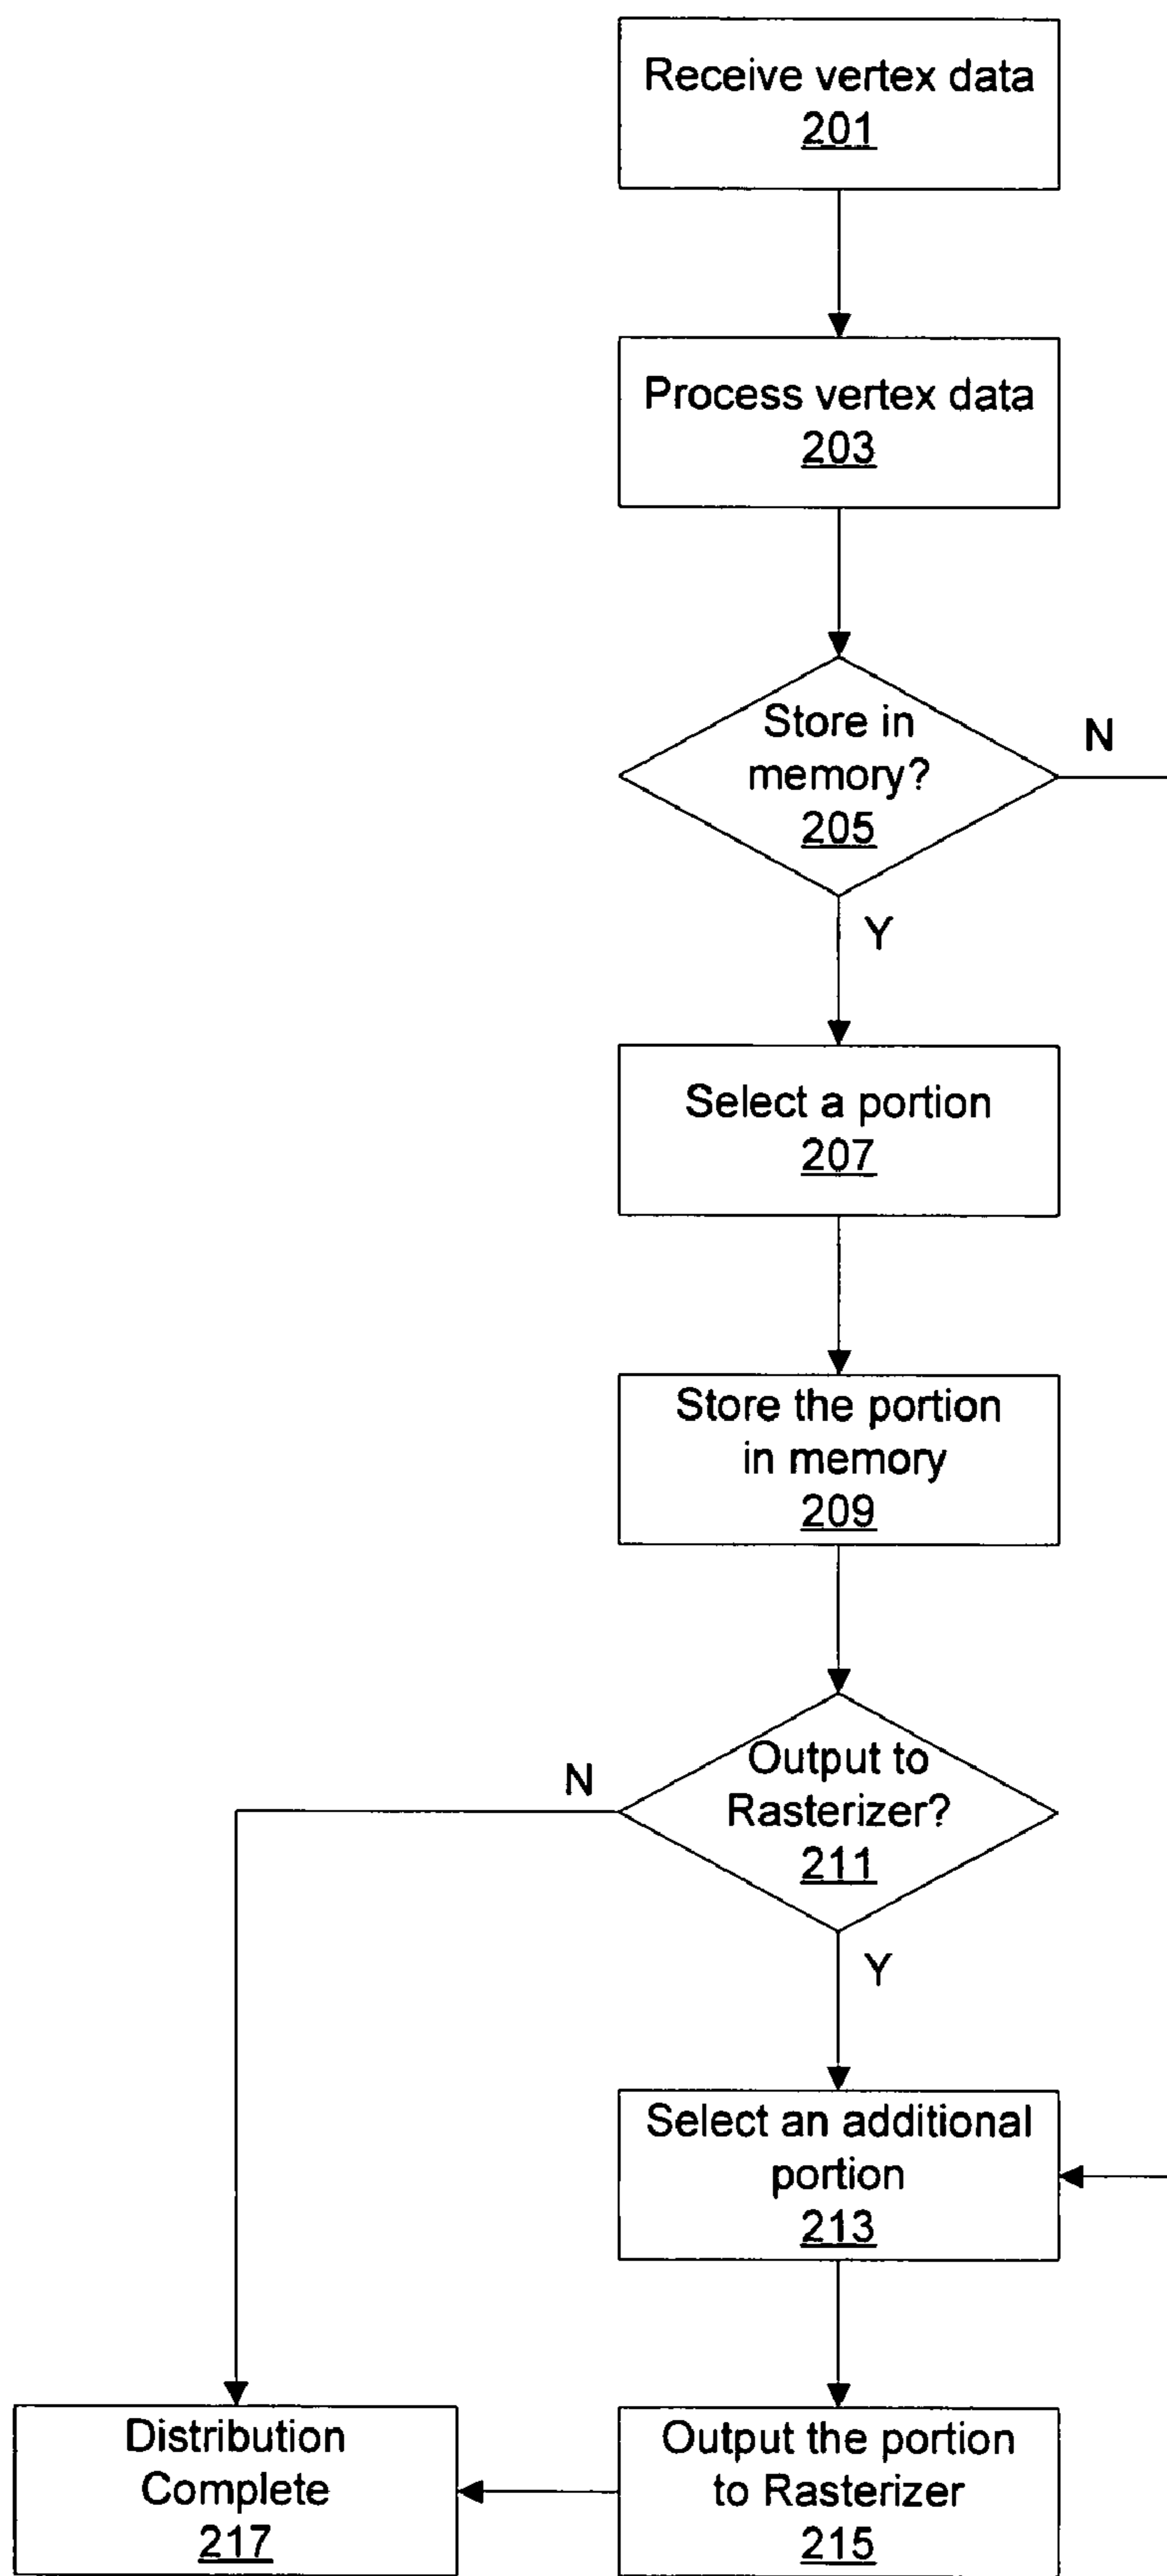 Receive vertex data
201
Process vertex data
203
Store in
memory?
205
N
Y
Select a portion
207
Store the portion
in memory
209
Output to
Rasterizer?
211
N
Y
Select an additional
portion
213
Distribution
Complete
217
Output the portion
to Rasterizer
215